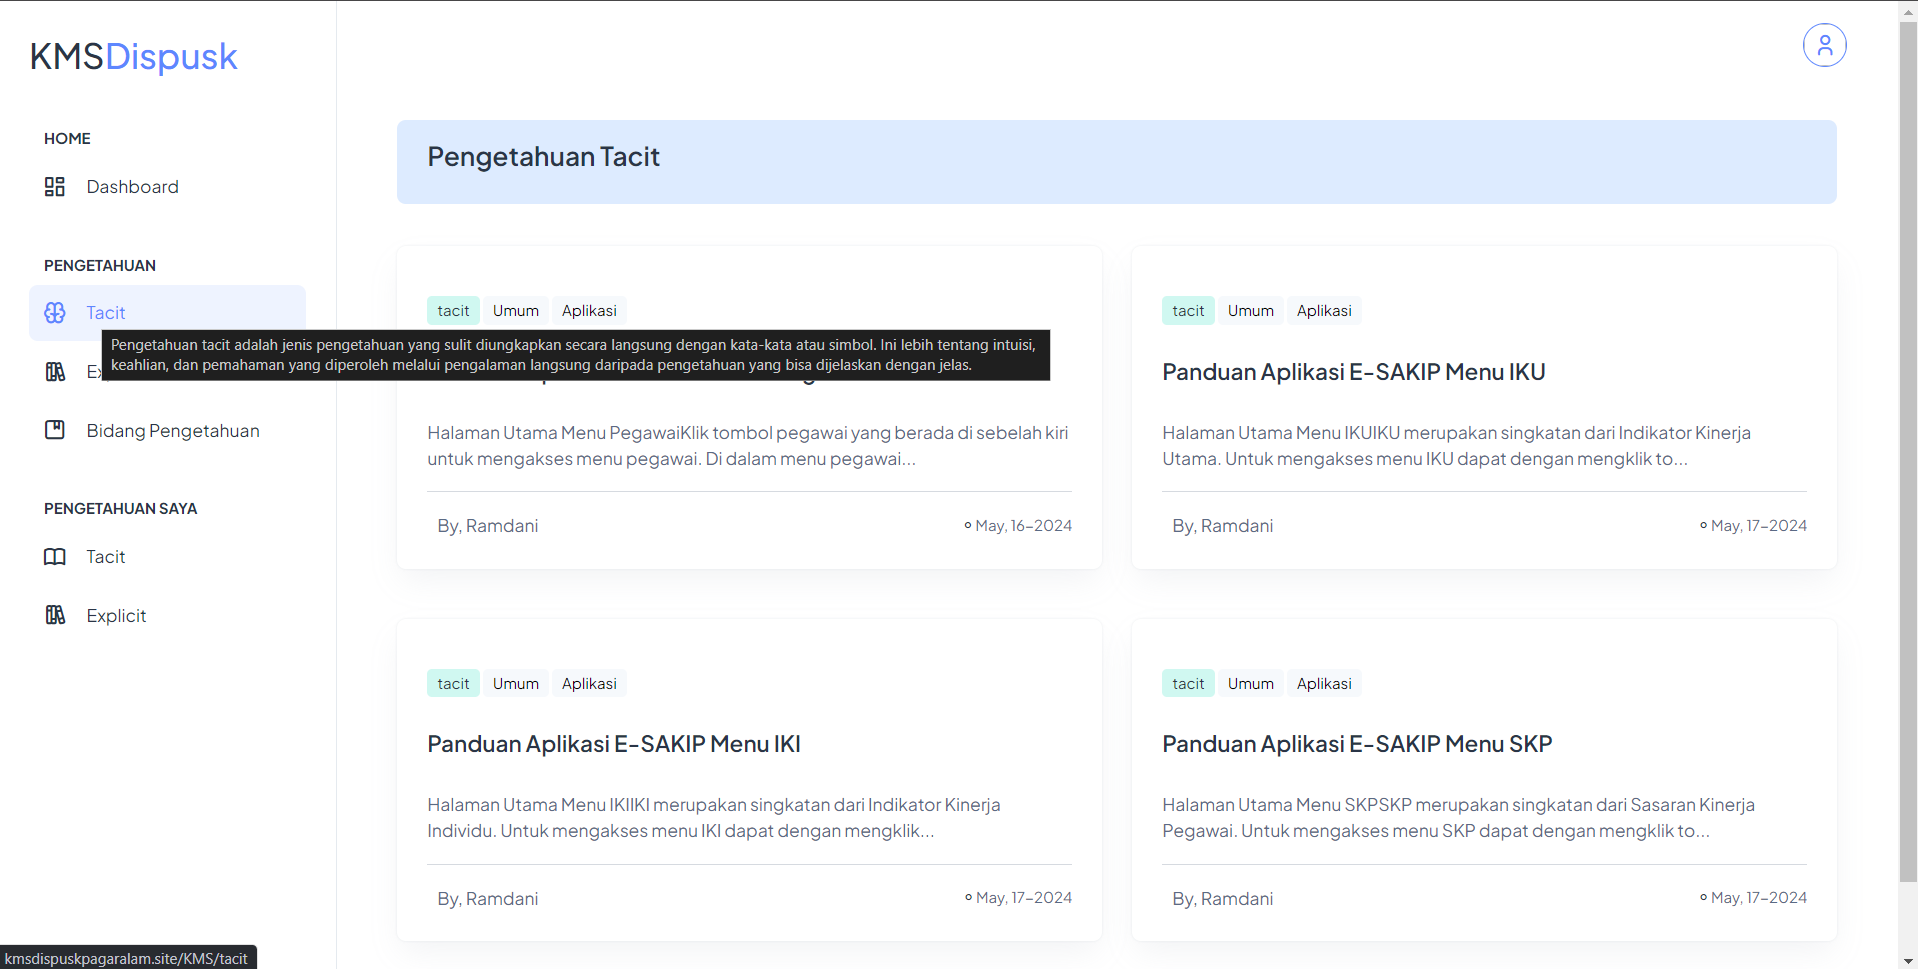 KMSDispusk
HOME
Dashboard
PENGETAHUAN
Tacit
Pengetahuan tacit adalah jenis pengetahuan yang sulit diungkapkan secara langsung dengan kata-kata atau simbol. Ini lebih tentang intuisi,
keahlian, dan pemahaman yang diperoleh melalui pengalaman langsung daripada pengetahuan yang bisa dijelaskan dengan jelas.
Bidang Pengetahuan
PENGETAHUAN SAYA
Tacit
Explicit
Pengetahuan Tacit
tacit Umum Aplikasi
Halaman Utama Menu PegawaiKlik tombol pegawai yang berada di sebelah kiri
untuk mengakses menu pegawai. Di dalam menu pegawai...
By, Ramdani
May, 16-2024
tacit Umum Aplikasi
Panduan Aplikasi E-SAKIP Menu IKU
Halaman Utama Menu IKUIKU merupakan singkatan dari Indikator Kinerja
Utama. Untuk mengakses menu IKU dapat dengan mengklik to...
By, Ramdani
May, 17-2024
tacit Umum Aplikasi
Panduan Aplikasi E-SAKIP Menu IKI
Halaman Utama Menu IKIIKI merupakan singkatan dari Indikator Kinerja
Individu. Untuk mengakses menu IKI dapat dengan mengklik...
By, Ramdani
May, 17-2024
tacit Umum Aplikasi
Panduan Aplikasi E-SAKIP Menu SKP
Halaman Utama Menu SKPSKP merupakan singkatan dari Sasaran Kinerja
Pegawai. Untuk mengakses menu SKP dapat dengan mengklik to...
By, Ramdani
May, 17-2024
kmsdispuskpagaralam.site/KMS/tacit